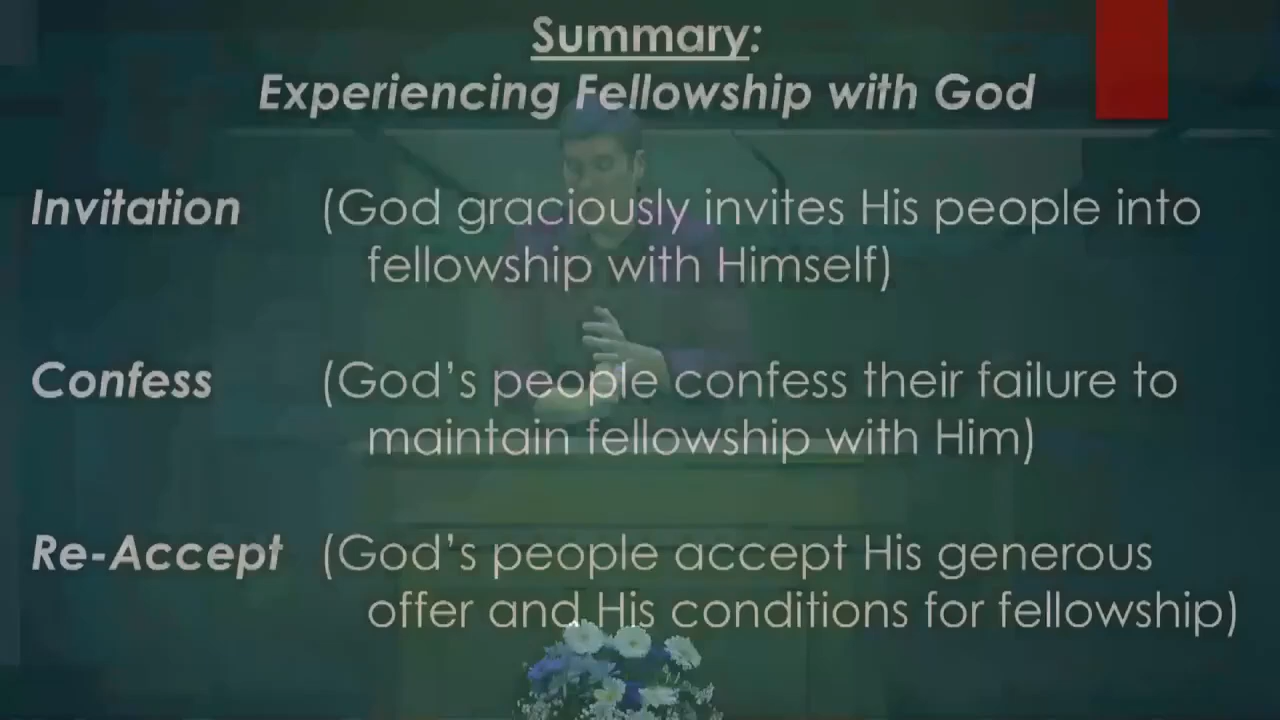 Summary:
Experiencing Fellowship with God
Invitation (God graciously invites His people into
fellowship with Himself)
Confess (God’s people confess their failure to
maintain fellowship with Him)
Re-Accept (God’s people accept His generous
offer and His conditions for fellowship)